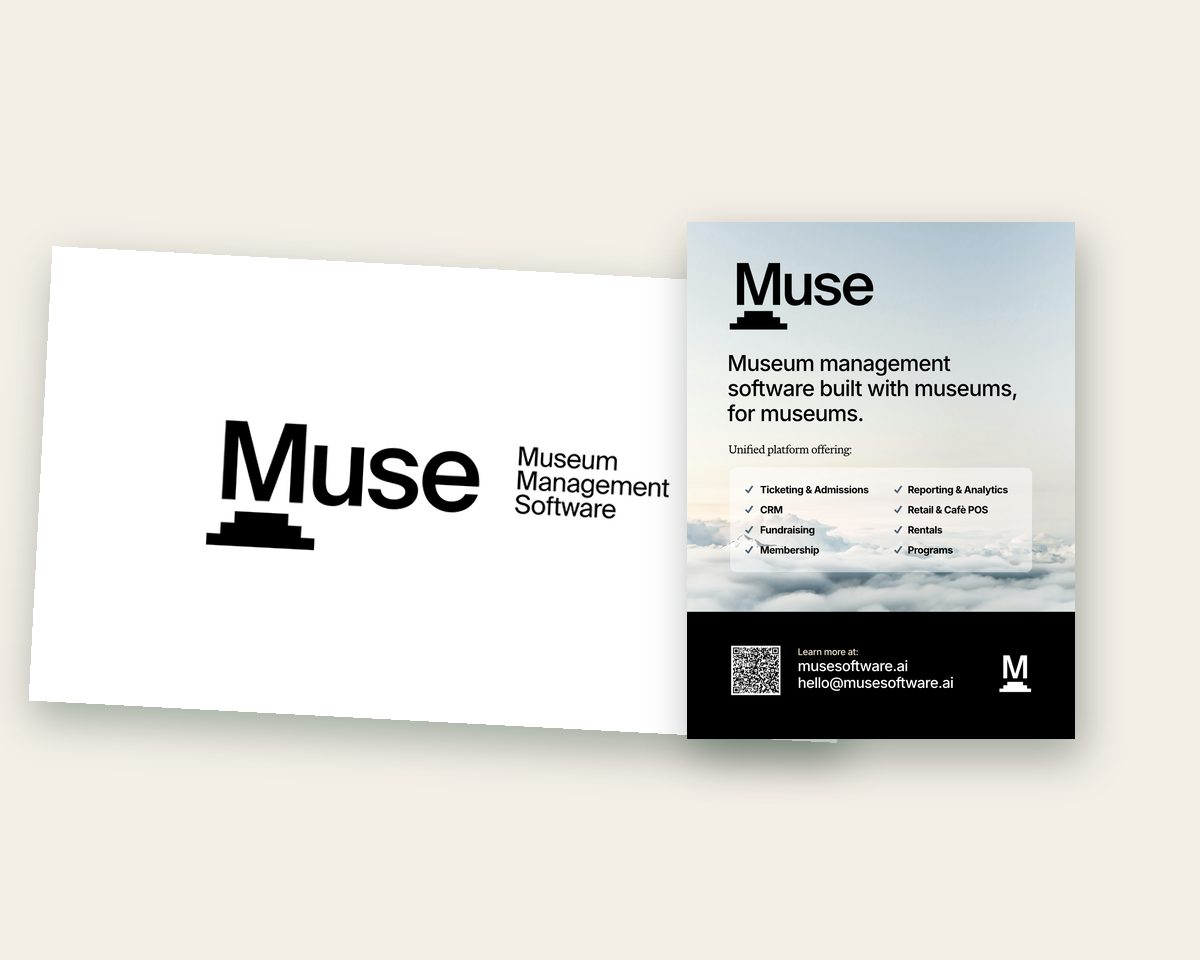 Muse
Museum
Management
Software
Muse
Museum management
software built with museums,
for museums.
Unified platform offering:
Ticketing & Admissions
CRM
Fundraising
Membership
Reporting & Analytics
Retail & Cafè POS
Rentals
Programs
Learn more at:
musesoftware.ai
hello@musesoftware.ai
M